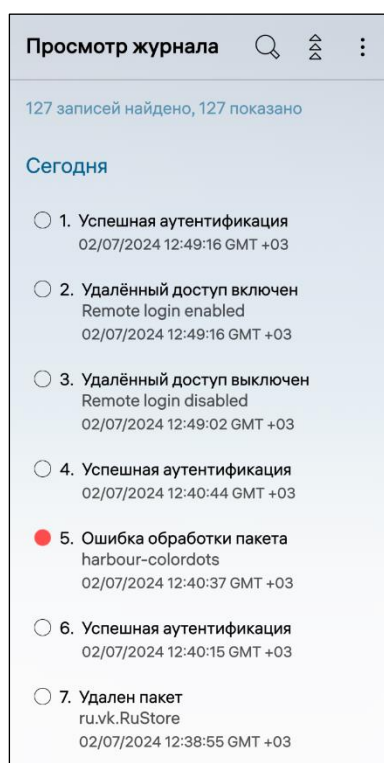 Просмотр журнала
127 записей найдено, 127 показано
Сегодня
1. Успешная аутентификация
02/07/2024 12:49:16 GMT +03
2. Удалённый доступ включен
Remote login enabled
02/07/2024 12:49:16 GMT +03
3. Удалённый доступ выключен
Remote login disabled
02/07/2024 12:49:02 GMT +03
4. Успешная аутентификация
02/07/2024 12:40:44 GMT +03
5. Ошибка обработки пакета
harbour-colordots
02/07/2024 12:40:37 GMT +03
6. Успешная аутентификация
02/07/2024 12:40:15 GMT +03
7. Удален пакет
ru.vk.RuStore
02/07/2024 12:38:55 GMT +03